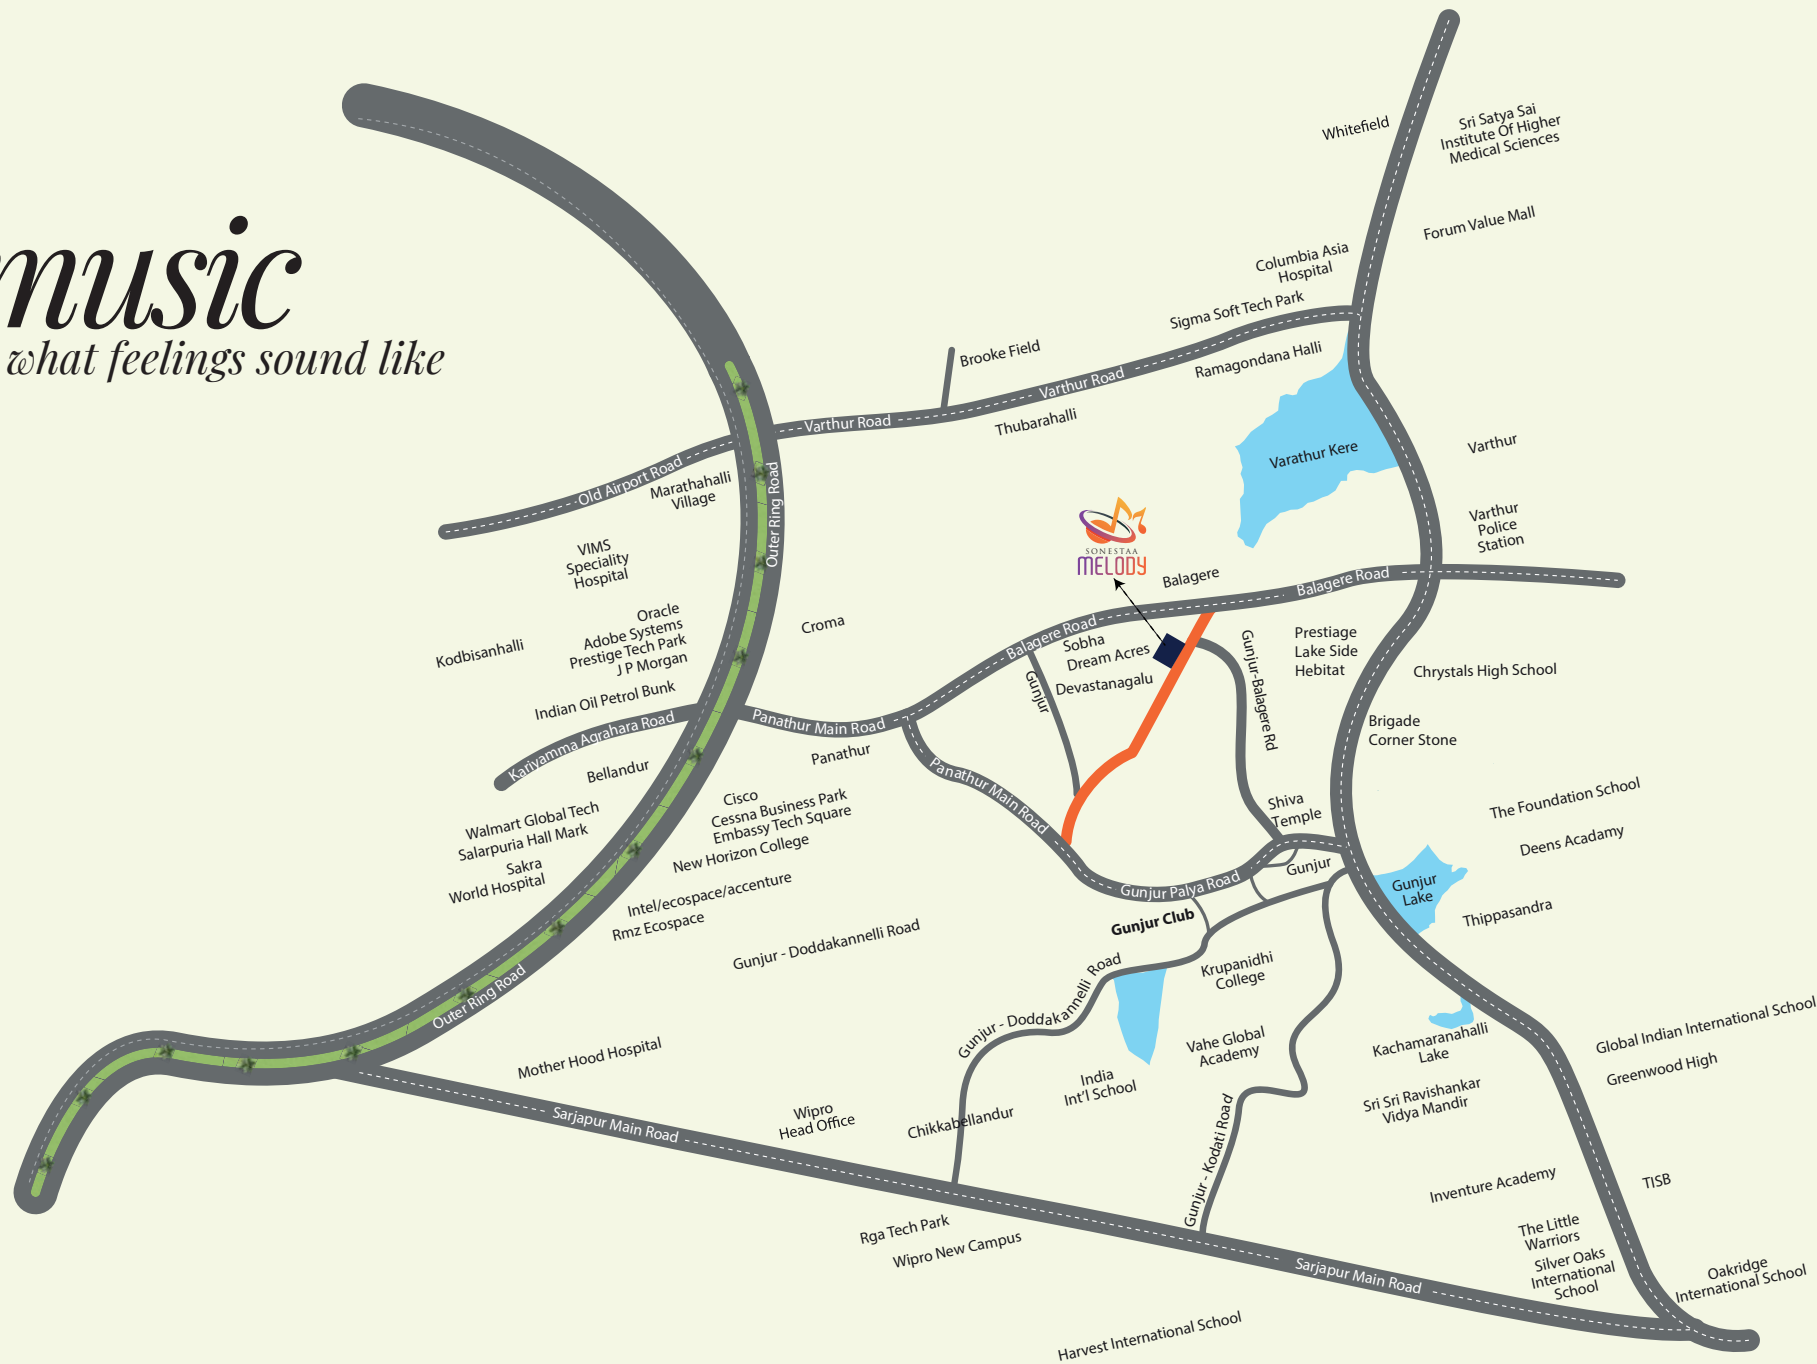 music
what feelings sound like
Whitefield
Sri Satya Sai
Institute Of Higher
Medical Sciences
Forum Value Mall
Columbia Asia
Hospital
Sigma Soft Tech Park
Ramagondana Halli
Brooke Field
Varthur Road
Varthur Road
Thubarahalli
Old Airport Road
Marathahalli
Village
Outer Ring Road
Varathur Kere
Varthur
Varthur
Police
Station
VIMS
Speciality
Hospital
SONESTAA
MELODY
Balagere
Balagere Road
Balagere Road
Oracle
Adobe Systems
Prestige Tech Park
J P Morgan
Kodbisanhalli
Croma
Sobha
Dream Acres
Devastanagalu
Gunjur
Gunjur-Balagere Rd
Prestiage
Lake Side
Hebitat
Chrystals High School
Indian Oil Petrol Bunk
Kariyamma Agrahara Road
Panathur Main Road
Panathur
Brigade
Corner Stone
Bellandur
Panathur Main Road
Cisco
Cessna Business Park
Embassy Tech Square
New Horizon College
Walmart Global Tech
Salarpuria Hall Mark
Sakra
World Hospital
Shiva
Temple
The Foundation School
Deens Acadamy
Intel/ecospace/accenture
Rmz Ecospace
Gunjur Palya Road
Gunjur
Gunjur
Lake
Thippasandra
Gunjur Club
Gunjur - Doddakannelli Road
Krupanidhi
College
Outer Ring Road
Gunjur - Doddakannelli Road
Mother Hood Hospital
Vahe Global
Academy
Kachamaranahalli
Lake
Global Indian International School
Greenwood High
India
Int'l School
Sri Sri Ravishankar
Vidya Mandir
Sarjapur Main Road
Wipro
Head Office
Chikkabellandur
Gunjur - Kodati Road
Inventure Academy
TISB
Rga Tech Park
Wipro New Campus
The Little
Warriors
Silver Oaks
International
School
Oakridge
International School
Sarjapur Main Road
Harvest International School